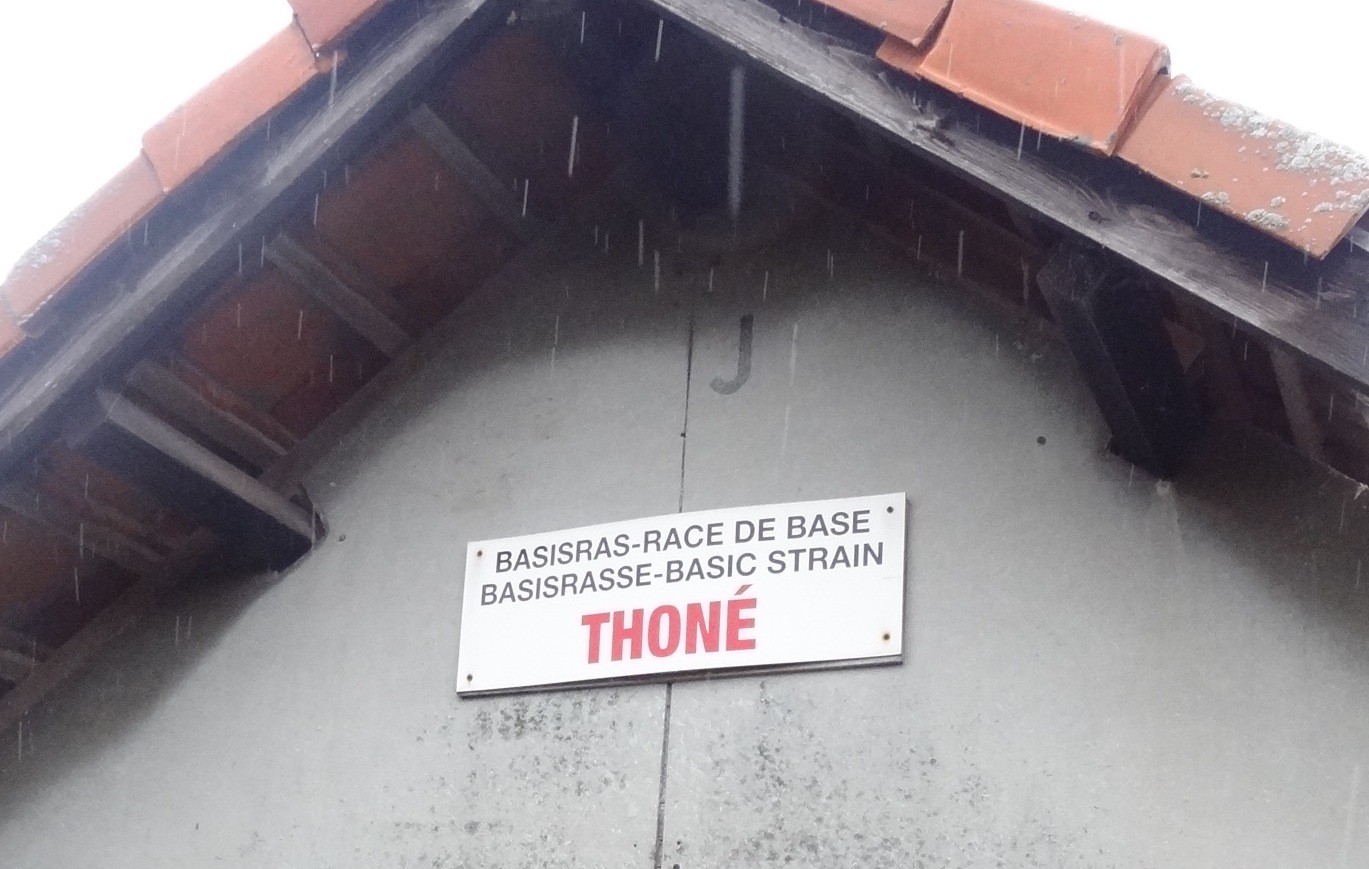 J
BASISRAS-RACE DE BASE
BASISRASSE-BASIC STRAIN
THONÉ